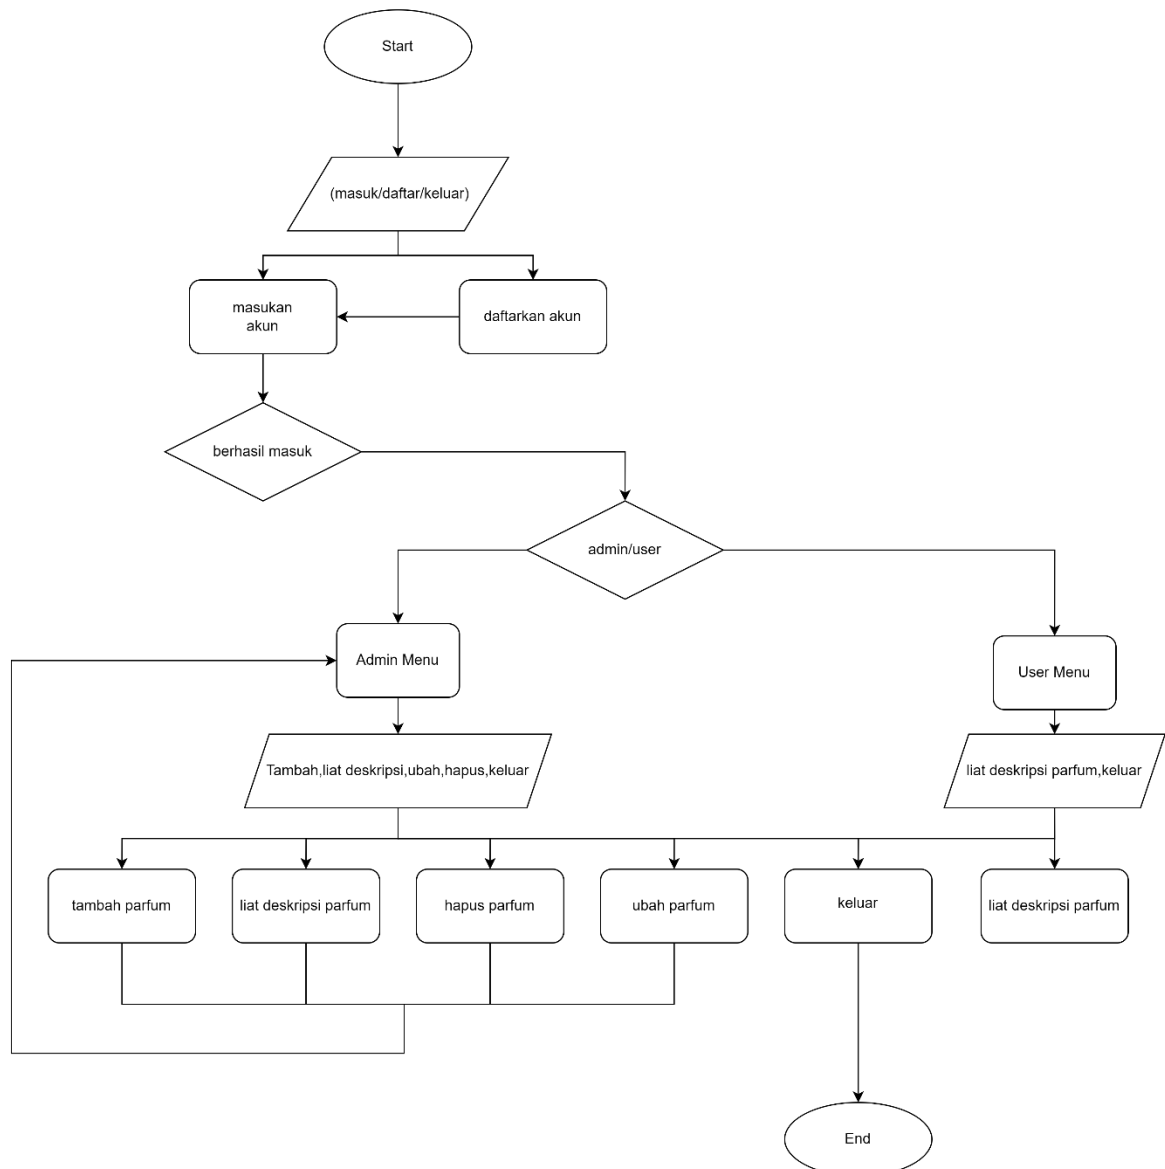 Start
(masuk/daftar/keluar)
masukan
akun
daftarkan akun
berhasil masuk
admin/user
Admin Menu
User Menu
Tambah,liat deskripsi,ubah,hapus,keluar
liat deskripsi parfum,keluar
tambah parfum
liat deskripsi parfum
hapus parfum
ubah parfum
keluar
liat deskripsi parfum
End